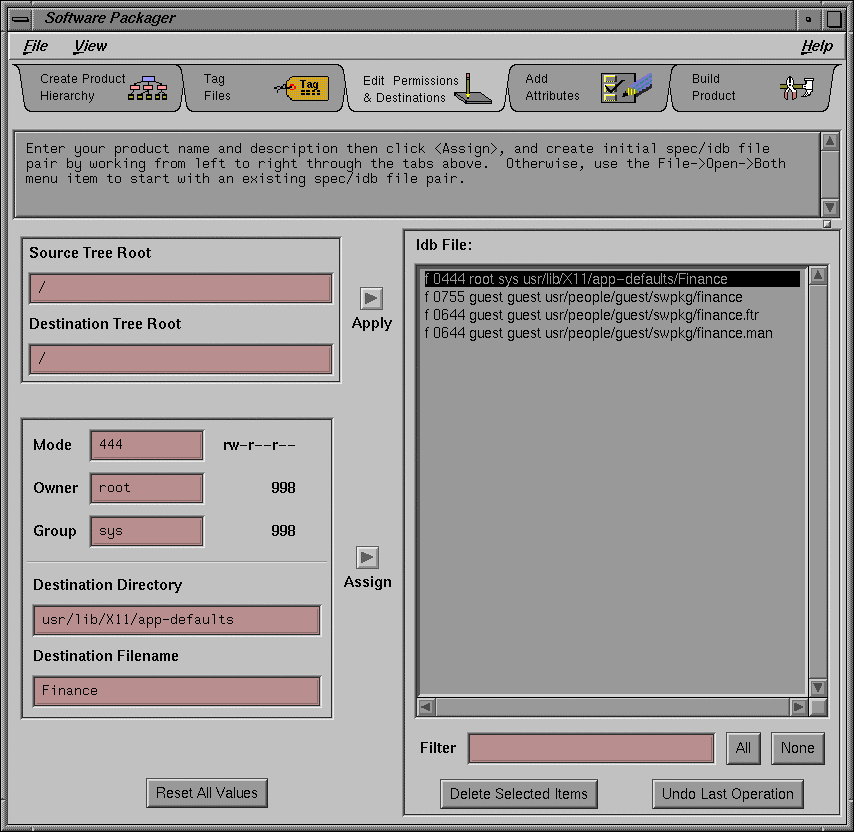 Software Packager
File View Help
Create Product Hierarchy
Tag Files
Tag
Edit Permissions & Destinations
Add Attributes
Build Product
Enter your product name and description then click <Assign>, and create initial spec/idb file
pair by working from left to right through the tabs above.  Otherwise, use the File->Open->Both
menu item to start with an existing spec/idb file pair.
Source Tree Root
/
Destination Tree Root
/
Apply
Mode 444 rw-r--r--
Owner root 998
Group sys 998
Destination Directory
usr/lib/X11/app-defaults
Destination Filename
Finance
Assign
Reset All Values
Idb File:
f 0444 root sys usr/lib/X11/app-defaults/Finance
f 0755 guest guest usr/people/guest/swpkg/finance
f 0644 guest guest usr/people/guest/swpkg/finance.ftr
f 0644 guest guest usr/people/guest/swpkg/finance.man
Filter All None
Delete Selected Items Undo Last Operation